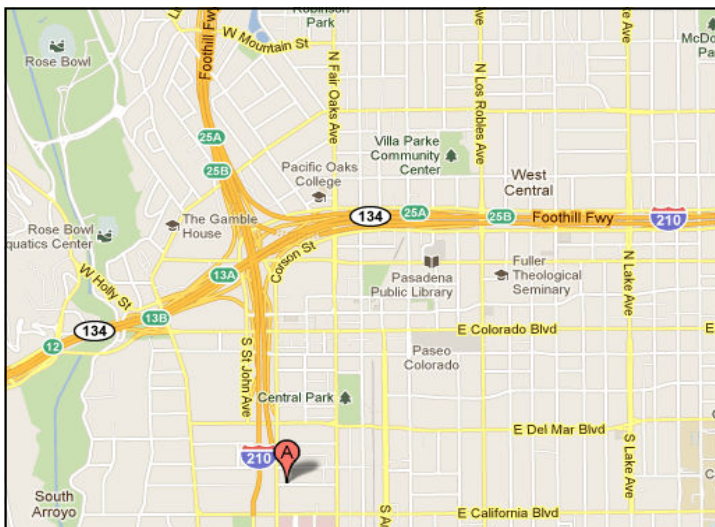 Robinson
Park
Rose Bowl
W Mountain St
Foothill Fwy
N Fair Oaks Ave
N Los Robles Ave
25A
25B
Villa Parke
Community
Center
Pacific Oaks
College
West
Central
The Gamble
House
134
25A
25B
Foothill Fwy
210
Rose Bowl
quatics Center
Corson St
W Holly St
13A
Pasadena
Public Library
Fuller
Theological
Seminary
N Lake Ave
134
13B
12
E Colorado Blvd
S St John Ave
Paseo
Colorado
Central Park
E Del Mar Blvd
S Lake Ave
210
A
South
Arroyo
E California Blvd